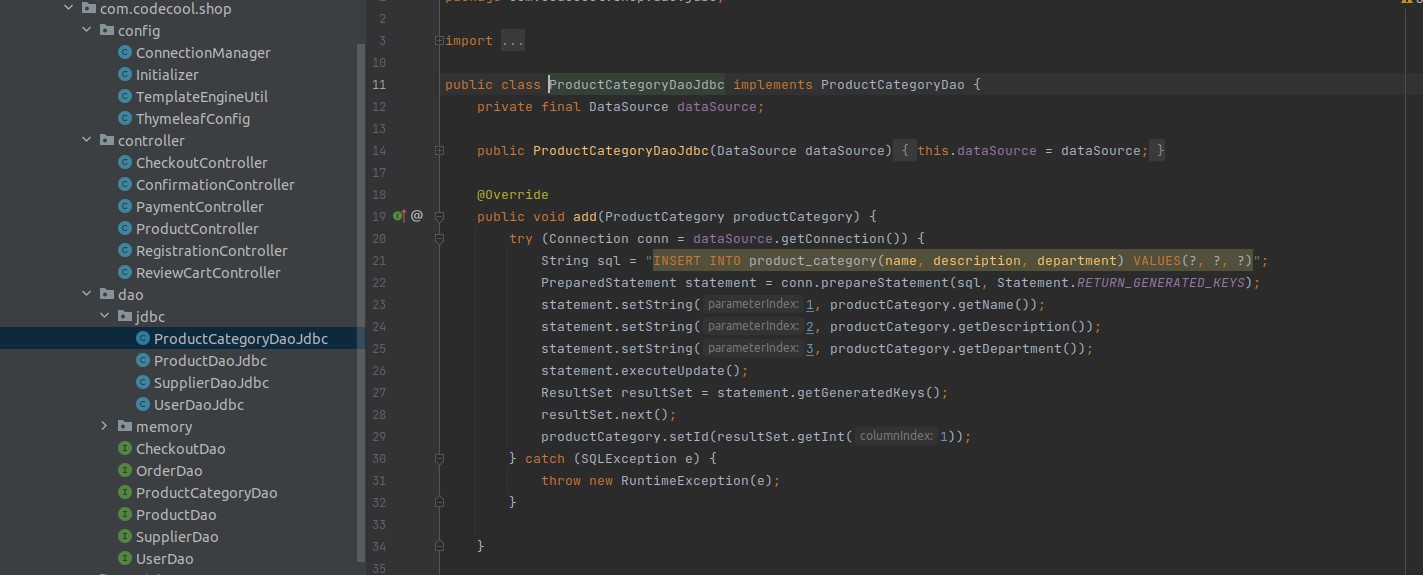 com.codecool.shop
config
ConnectionManager
Initializer
TemplateEngineUtil
ThymeleafConfig
controller
CheckoutController
ConfirmationController
PaymentController
ProductController
RegistrationController
ReviewCartController
dao
jdbc
ProductCategoryDaoJdbc
ProductDaoJdbc
SupplierDaoJdbc
UserDaoJdbc
memory
CheckoutDao
OrderDao
ProductCategoryDao
ProductDao
SupplierDao
UserDao
2
3 import ...
10
11 public class ProductCategoryDaoJdbc implements ProductCategoryDao {
12 private final DataSource dataSource;
13
14 public ProductCategoryDaoJdbc(DataSource dataSource) { this.dataSource = dataSource; }
17
18 @Override
19 @ public void add(ProductCategory productCategory) {
20 try (Connection conn = dataSource.getConnection()) {
21 String sql = "INSERT INTO product_category(name, description, department) VALUES(?, ?, ?)";
22 PreparedStatement statement = conn.prepareStatement(sql, Statement.RETURN_GENERATED_KEYS);
23 statement.setString( parameterIndex: 1, productCategory.getName());
24 statement.setString( parameterIndex: 2, productCategory.getDescription());
25 statement.setString( parameterIndex: 3, productCategory.getDepartment());
26 statement.executeUpdate();
27 ResultSet resultSet = statement.getGeneratedKeys();
28 resultSet.next();
29 productCategory.setId(resultSet.getInt( columnIndex: 1));
30 } catch (SQLException e) {
31 throw new RuntimeException(e);
32 }
33
34 }
35